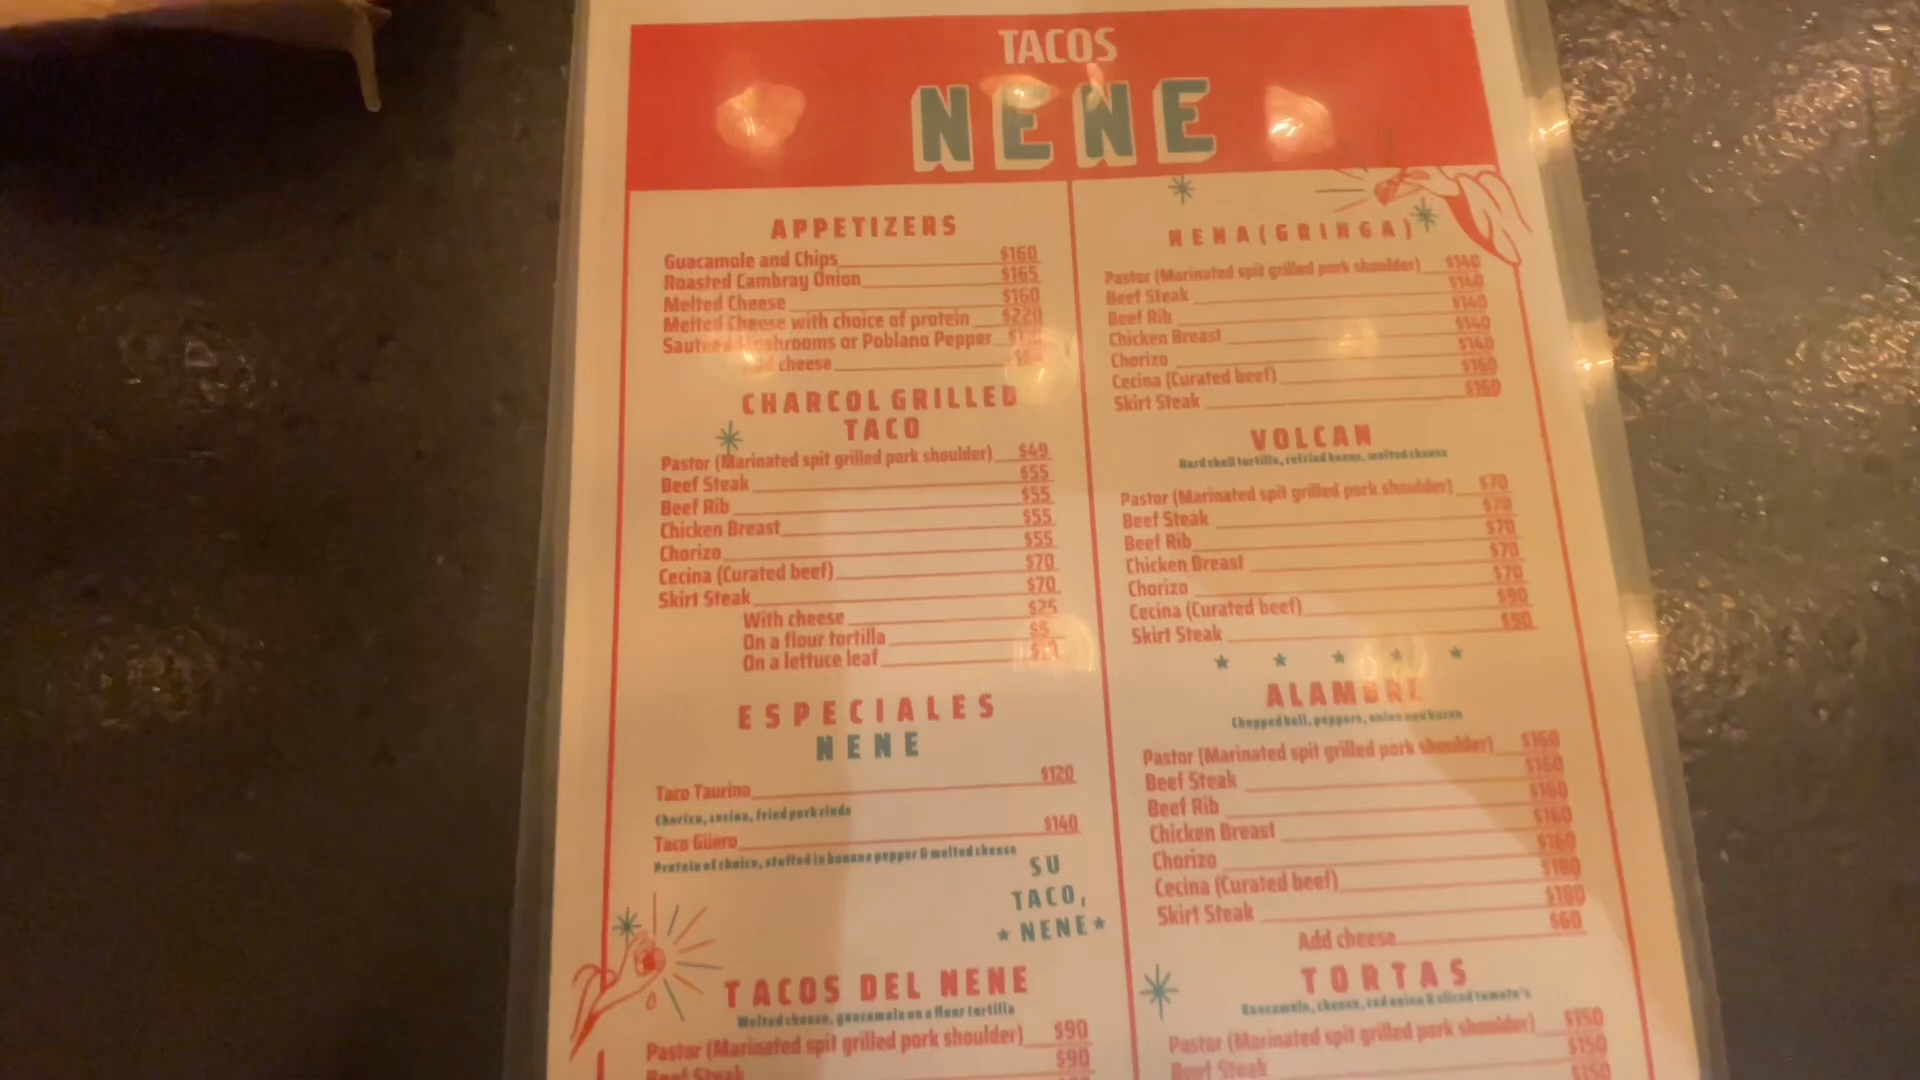 TACOS
NENE
APPETIZERS
Guacamole and Chips $160
Roasted Cambray Onion $165
Melted Cheese $160
Melted Cheese with choice of protein $220
Mushrooms or Poblano Pepper
cheese
CHARCOL GRILLED
TACO
Pastor (Marinated spit grilled pork shoulder) $49
Beef Steak $55
Beef Rib $55
Chicken Breast $55
Chorizo $55
Cecina (Curated beef) $70
Skirt Steak $70
With cheese $25
On a flour tortilla $5
On a lettuce leaf
ESPECIALES
NENE
Taco Taurino $120
Chorizo, cecina, fried pork rinds
Taco Güero $140
Protein of choice, stuffed in banana pepper & melted cheese
SU
TACO,
NENE
TACOS DEL NENE
Melted cheese, guacamole on a flour tortilla
Pastor (Marinated spit grilled pork shoulder) $90
Beef Steak $90
NENA (GRINGA)
Pastor (Marinated spit grilled pork shoulder) $140
Beef Steak $140
Beef Rib $140
Chicken Breast $140
Chorizo $140
Cecina (Curated beef) $160
Skirt Steak $160
VOLCAN
Hard shell tortilla, refried beans, melted cheese
Pastor (Marinated spit grilled pork shoulder) $70
Beef Steak $70
Beef Rib $70
Chicken Breast $70
Chorizo $70
Cecina (Curated beef) $90
Skirt Steak $90
ALAMBRE
Chopped bell, peppers, onion and bacon
Pastor (Marinated spit grilled pork shoulder) $160
Beef Steak $160
Beef Rib $160
Chicken Breast $160
Chorizo $160
Cecina (Curated beef) $180
Skirt Steak $180
Add cheese $60
TORTAS
Guacamole, cheese, red onion & sliced tomato's
Pastor (Marinated spit grilled pork shoulder) $150
Beef Steak $150
$150